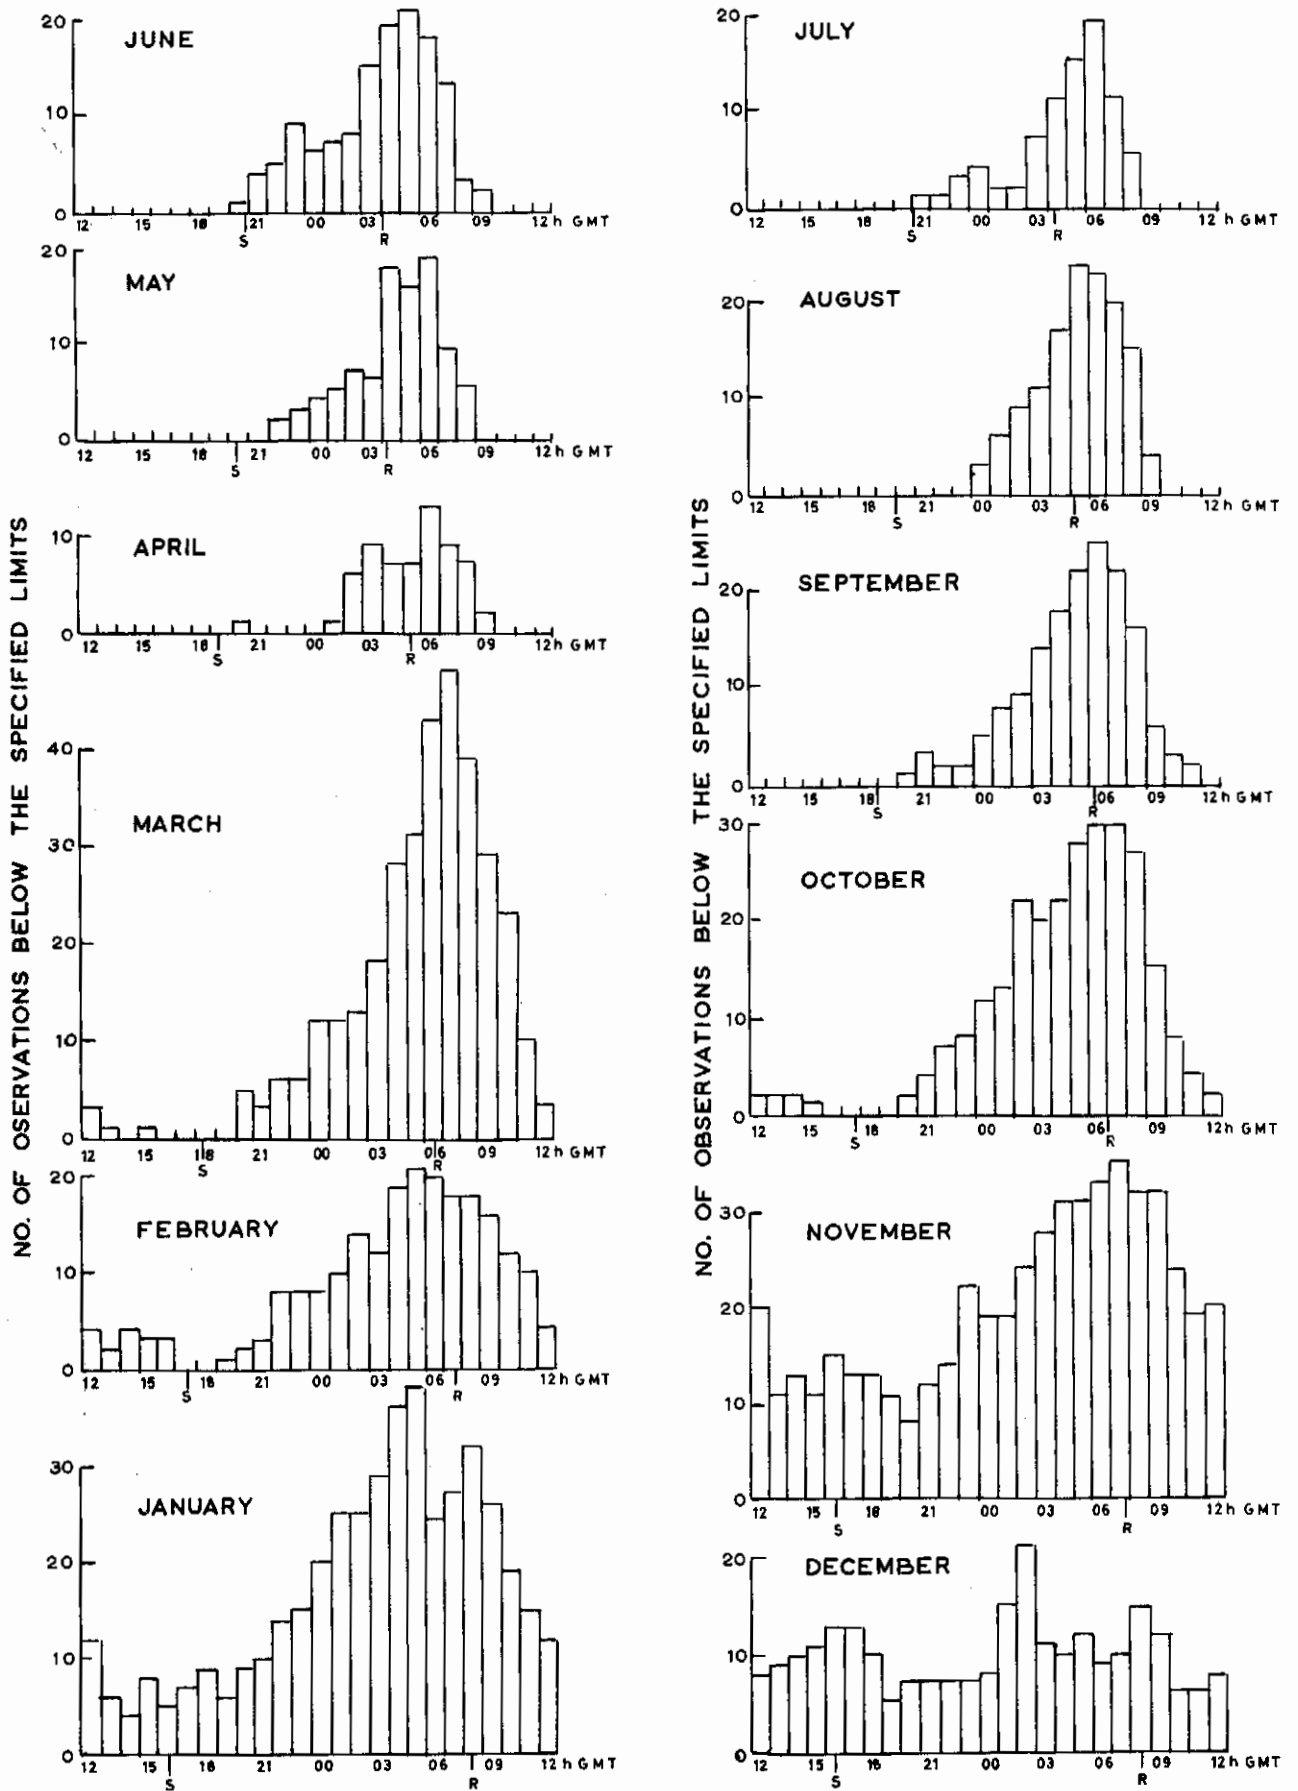 NO. OF OSERVATIONS BELOW THE SPECIFIED LIMITS
20
JUNE
10
0
12 15 18 21 00 03 06 09 12h GMT
S R
20
MAY
10
0
12 15 18 21 00 03 06 09 12h GMT
S R
10
APRIL
0
12 15 18 21 00 03 06 09 12h GMT
S R
40
MARCH
30
20
10
0
12 15 18 21 00 03 06 09 12h GMT
S R
20
FEBRUARY
10
0
12 15 18 21 00 03 06 09 12h GMT
S R
30
JANUARY
20
10
0
12 15 18 21 00 03 06 09 12h GMT
S R
NO. OF OBSERVATIONS BELOW THE SPECIFIED LIMITS
20
JULY
10
0
12 15 18 21 00 03 06 09 12h GMT
S R
20
AUGUST
10
0
12 15 18 21 00 03 06 09 12h GMT
S R
20
SEPTEMBER
10
0
12 15 18 21 00 03 06 09 12h GMT
S R
30
OCTOBER
20
10
0
12 15 18 21 00 03 06 09 12h GMT
S R
30
NOVEMBER
20
10
0
12 15 18 21 00 03 06 09 12h GMT
S R
20
DECEMBER
10
0
12 15 18 21 00 03 06 09 12h GMT
S R